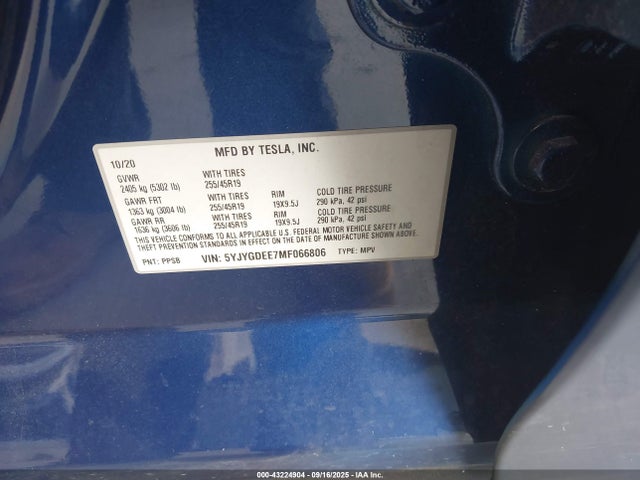 MFD BY TESLA, INC.
10/20
GVWR WITH TIRES
2405 kg (5302 lb) 255/45R19
GAWR FRT WITH TIRES RIM COLD TIRE PRESSURE
1363 kg (3004 lb) 255/45R19 19X9.5J 290 kPa, 42 psi
GAWR RR WITH TIRES RIM COLD TIRE PRESSURE
1636 kg (3606 lb) 255/45R19 19X9.5J 290 kPa, 42 psi
THIS VEHICLE CONFORMS TO ALL APPLICABLE U.S. FEDERAL MOTOR VEHICLE SAFETY AND
THEFT PREVENTION STANDARDS IN EFFECT ON THE DATE OF MANUFACTURE SHOWN ABOVE.
PNT: PPSB VIN: 5YJYGDEE7MF066806 TYPE: MPV
000-43224904 - 09/16/2025 - IAA Inc.